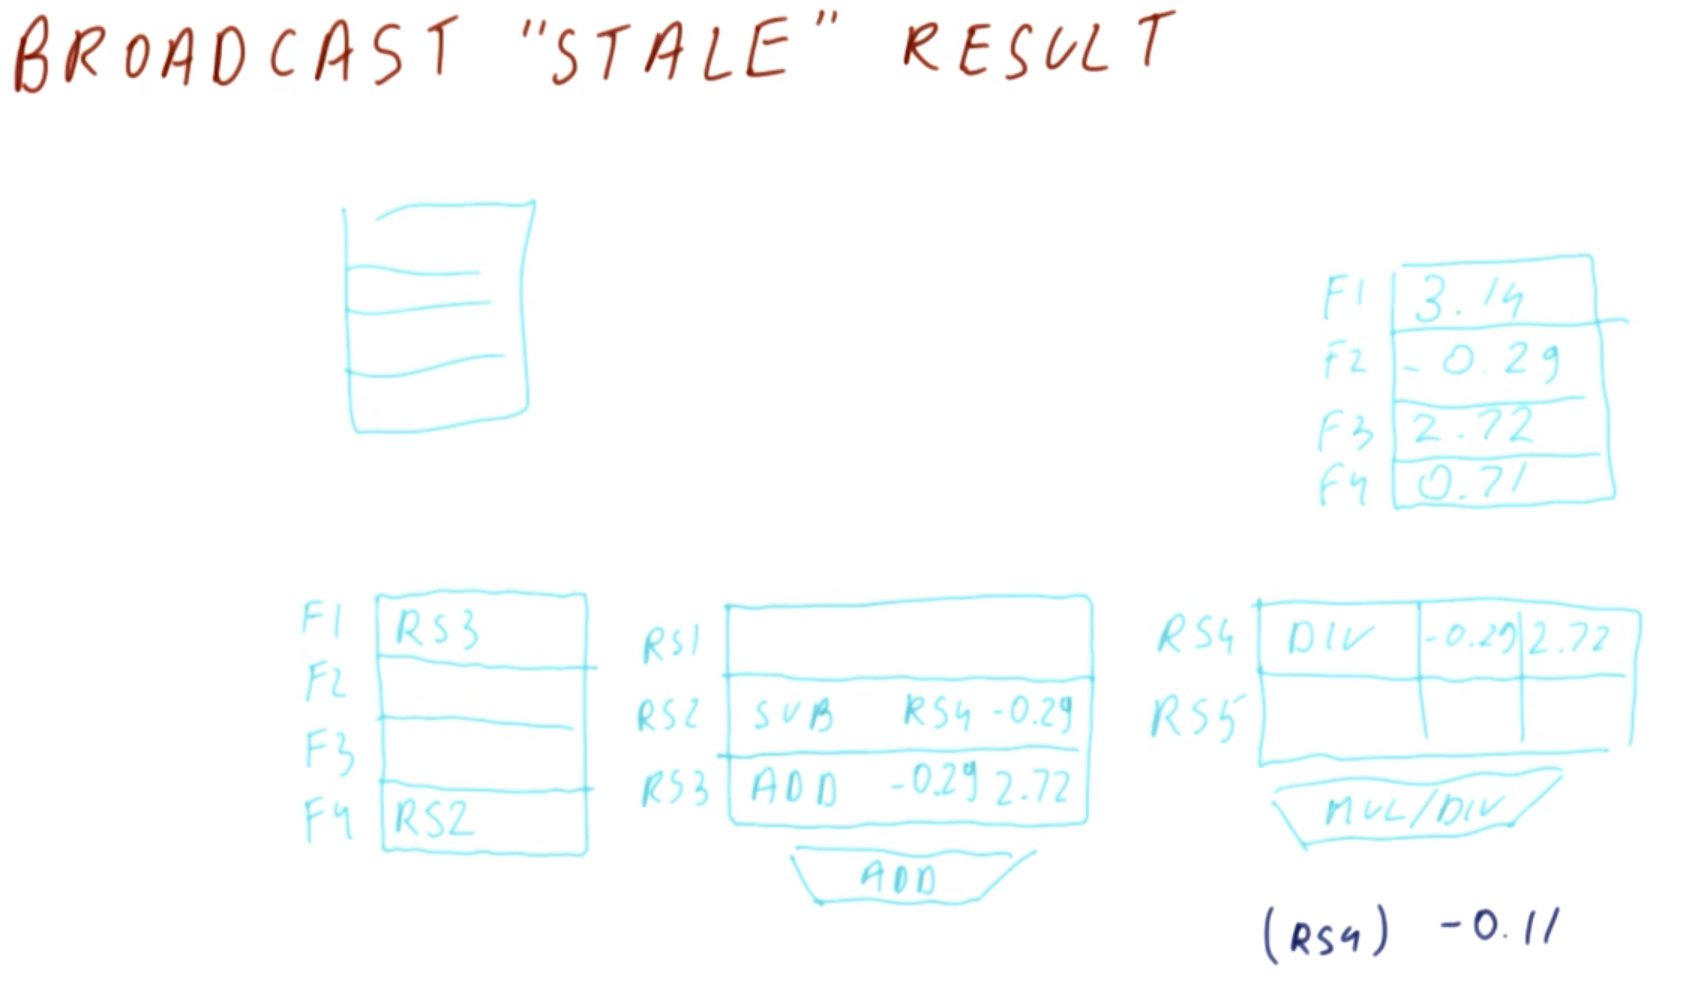 BROADCAST "STALE" RESULT
F1 3.14
F2 -0.29
F3 2.72
F4 0.71
F1 RS3
F2
F3
F4 RS2
RS1
RS2 SUB RS4 -0.29
RS3 ADD -0.29 2.72
ADD
RS4 DIV -0.29 2.72
RS5
MUL/DIV
(RS4) -0.11